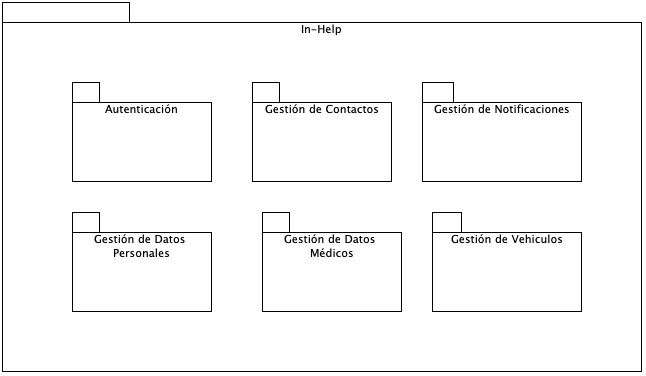 In-Help
Autenticación
Gestión de Contactos
Gestión de Notificaciones
Gestión de Datos
Personales
Gestión de Datos
Médicos
Gestión de Vehiculos